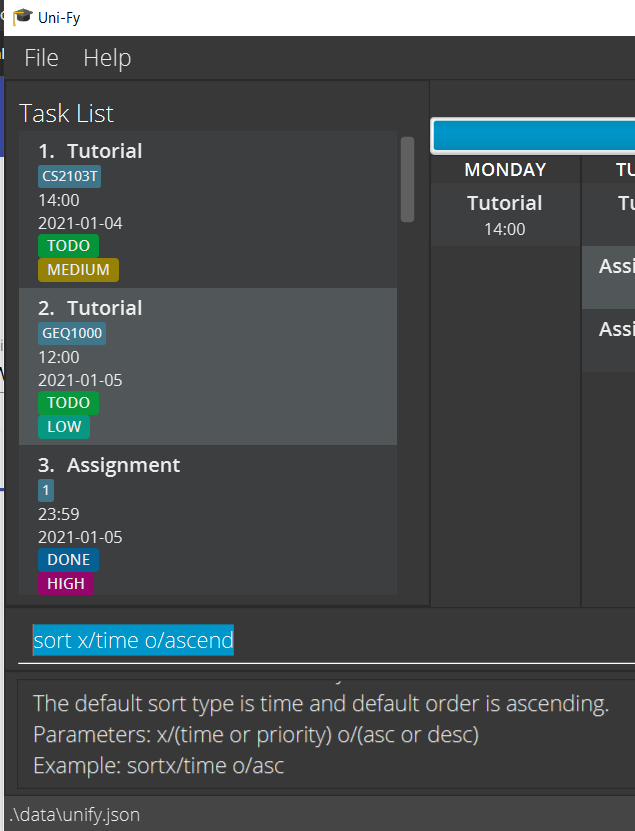 Uni-Fy
File Help
Task List
1. Tutorial
CS2103T
14:00
2021-01-04
TODO
MEDIUM
2. Tutorial
GEQ1000
12:00
2021-01-05
TODO
LOW
3. Assignment
1
23:59
2021-01-05
DONE
HIGH
MONDAY
Tutorial
14:00
TU
Tu
Assi
Assi
sort x/time o/ascend
The default sort type is time and default order is ascending.
Parameters: x/(time or priority) o/(asc or desc)
Example: sortx/time o/asc
.\data\unify.json